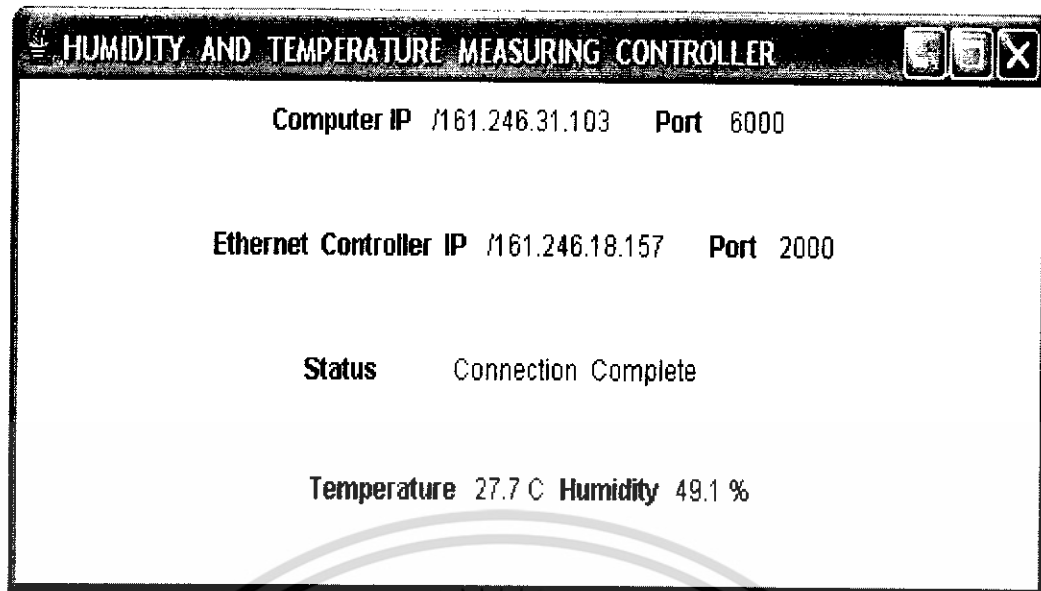 HUMIDITY AND TEMPERATURE MEASURING CONTROLLER
Computer IP /161.246.31.103 Port 6000
Ethernet Controller IP /161.246.18.157 Port 2000
Status Connection Complete
Temperature 27.7 C Humidity 49.1 %